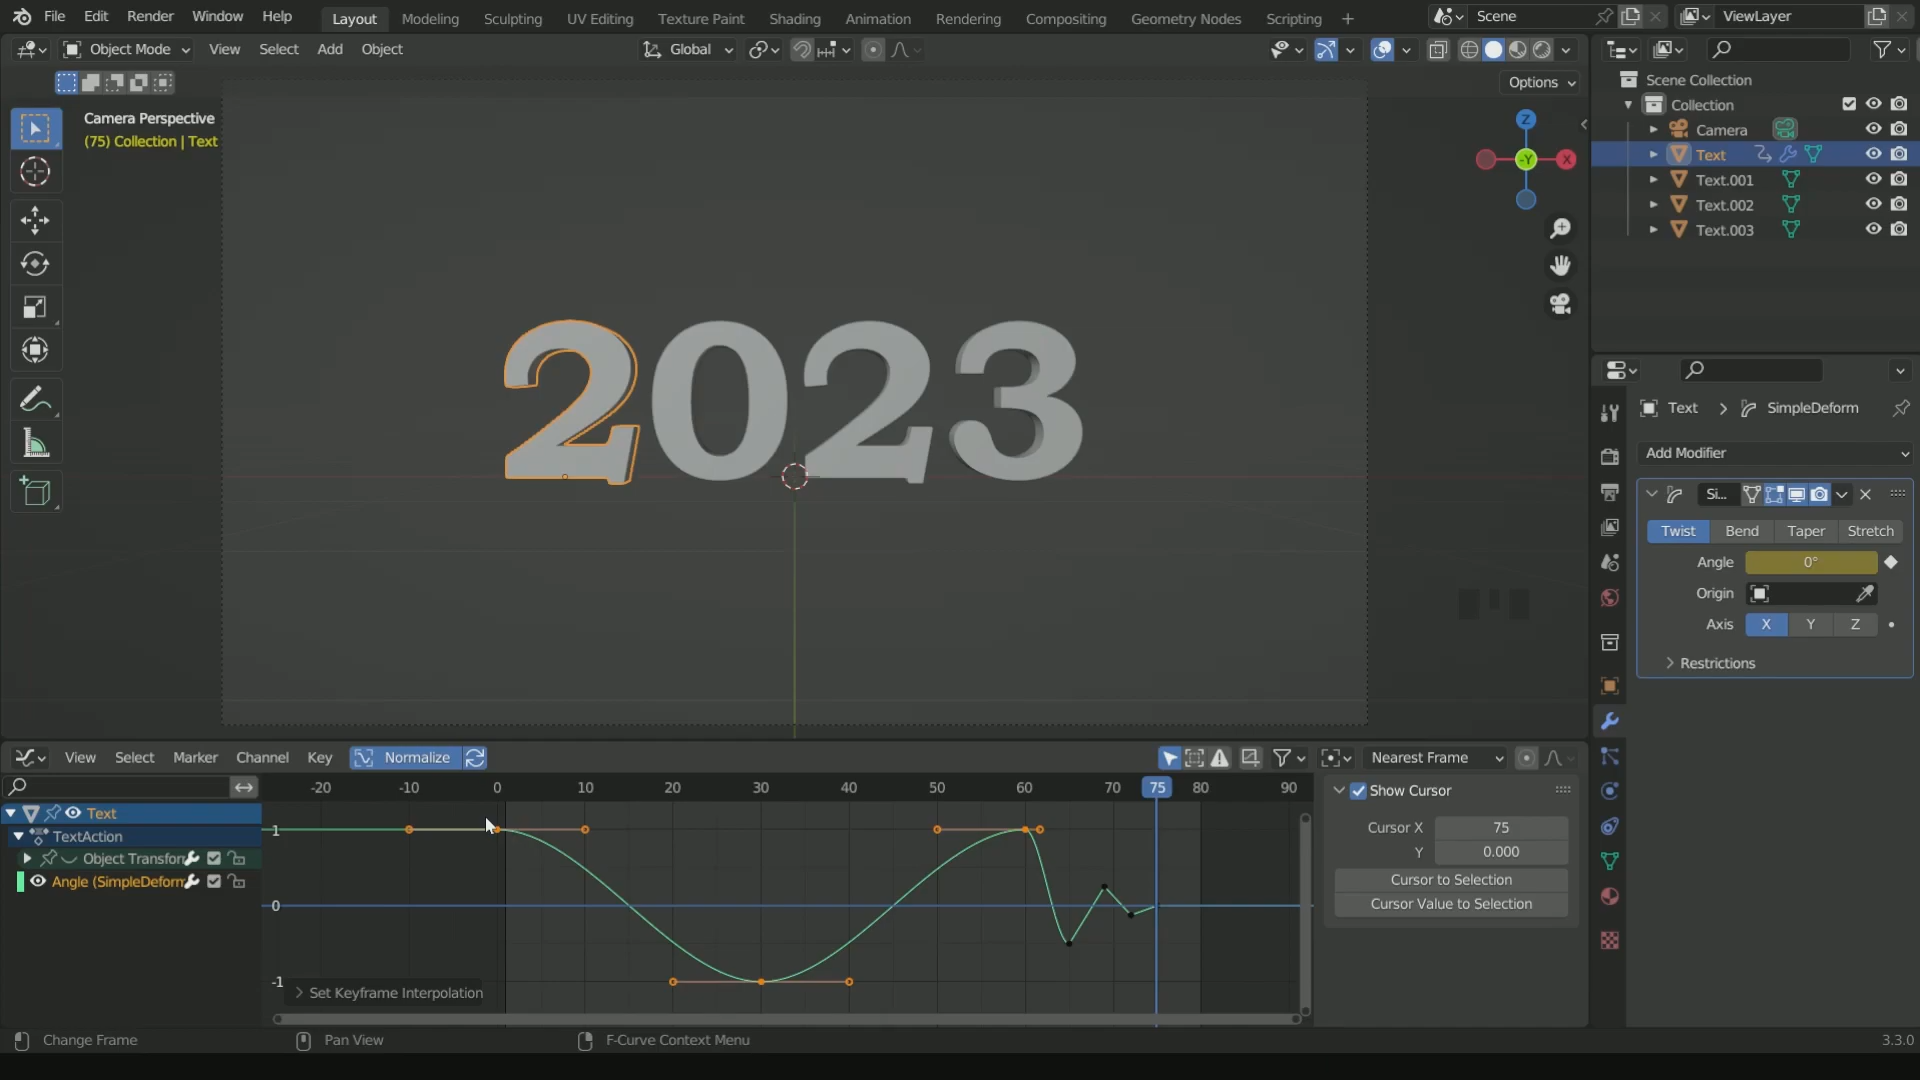 File Edit Render Window Help
Layout Modeling Sculpting UV Editing Texture Paint Shading Animation Rendering Compositing Geometry Nodes Scripting +
Scene
ViewLayer
Object Mode View Select Add Object
Global
Options
Camera Perspective
(75) Collection | Text
Z
-Y
X
2023
Scene Collection
Collection
Camera
Text
Text.001
Text.002
Text.003
Text > SimpleDeform
Add Modifier
Si...
Twist Bend Taper Stretch
Angle 0°
Origin
Axis X Y Z
Restrictions
View Select Marker Channel Key Normalize
Nearest Frame
-20 -10 0 10 20 30 40 50 60 70 75 80 90
Text
TextAction
Object Transform
Angle (SimpleDeform
1
0
-1
Set Keyframe Interpolation
Show Cursor
Cursor X 75
Y 0.000
Cursor to Selection
Cursor Value to Selection
Change Frame
Pan View
F-Curve Context Menu
3.3.0